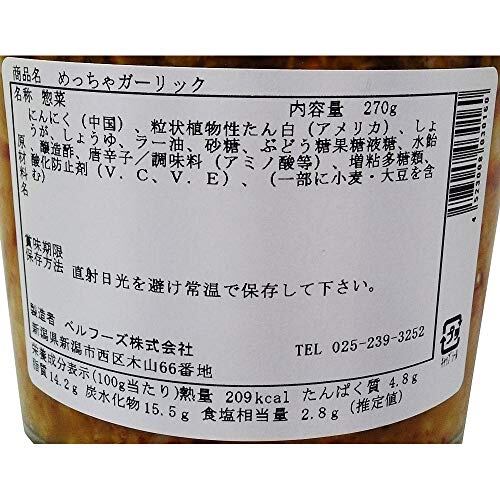 商品名 めっちゃガーリック
名称 惣菜 内容量 270g
原材料名
にんにく（中国）、粒状植物性たん白（アメリカ）、しょ
うが、しょうゆ、ラー油、砂糖、ぶどう糖果糖液糖、水飴
、醸造酢、唐辛子／調味料（アミノ酸等）、増粘多糖類、
酸化防止剤（V.C、V.E）、（一部に小麦・大豆を含
む）
賞味期限
保存方法 直射日光を避け常温で保存して下さい。
製造者 ベルフーズ株式会社
新潟県新潟市西区木山66番地 TEL 025-239-3252
栄養成分表示(100g当たり)熱量 209kcal たんぱく質 4.8g
脂質14.2g 炭水化物15.5g 食塩相当量 2.8g (推定値)
4 523008 030160